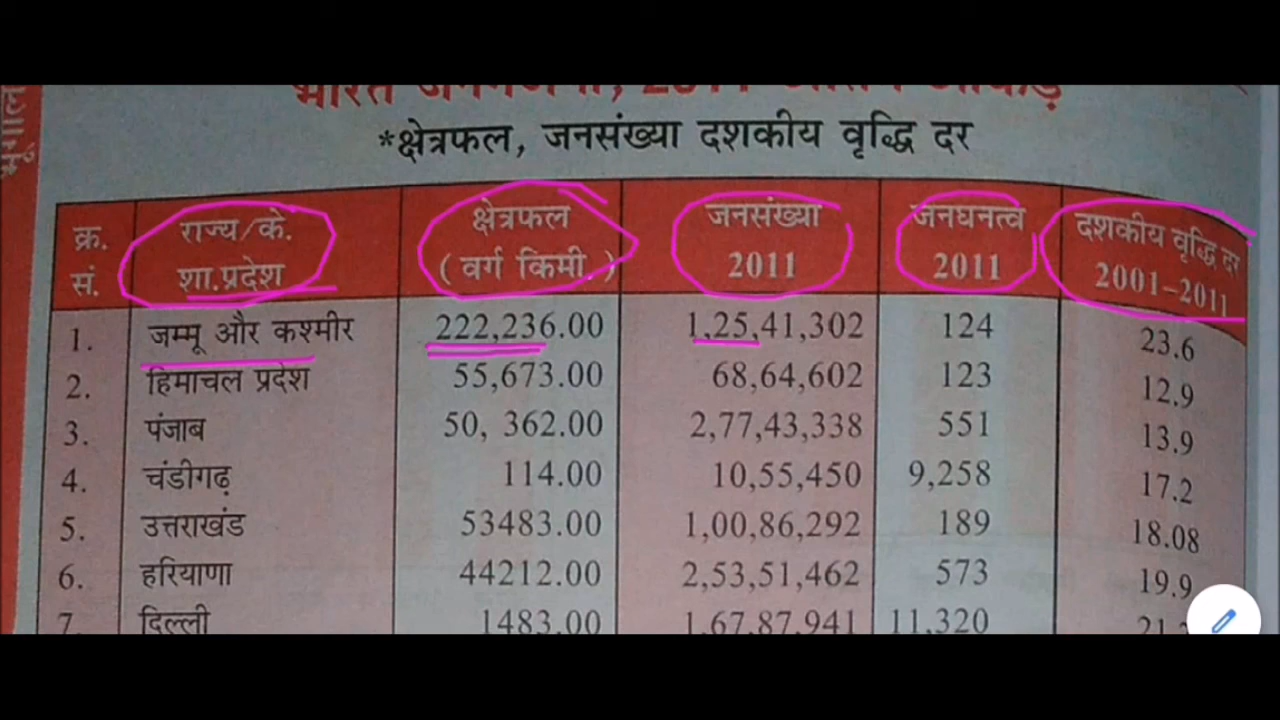 भूगोल
*क्षेत्रफल, जनसंख्या दशकीय वृद्धि दर
क्र. सं. राज्य/के. शा.प्रदेश क्षेत्रफल (वर्ग किमी.) जनसंख्या 2011 जनघनत्व 2011 दशकीय वृद्धि दर 2001-2011
1. जम्मू और कश्मीर 222,236.00 1,25,41,302 124 23.6
2. हिमाचल प्रदेश 55,673.00 68,64,602 123 12.9
3. पंजाब 50, 362.00 2,77,43,338 551 13.9
4. चंडीगढ़ 114.00 10,55,450 9,258 17.2
5. उत्तराखंड 53483.00 1,00,86,292 189 18.08
6. हरियाणा 44212.00 2,53,51,462 573 19.9
7. दिल्ली 1483.00 1,67,87,941 11,320